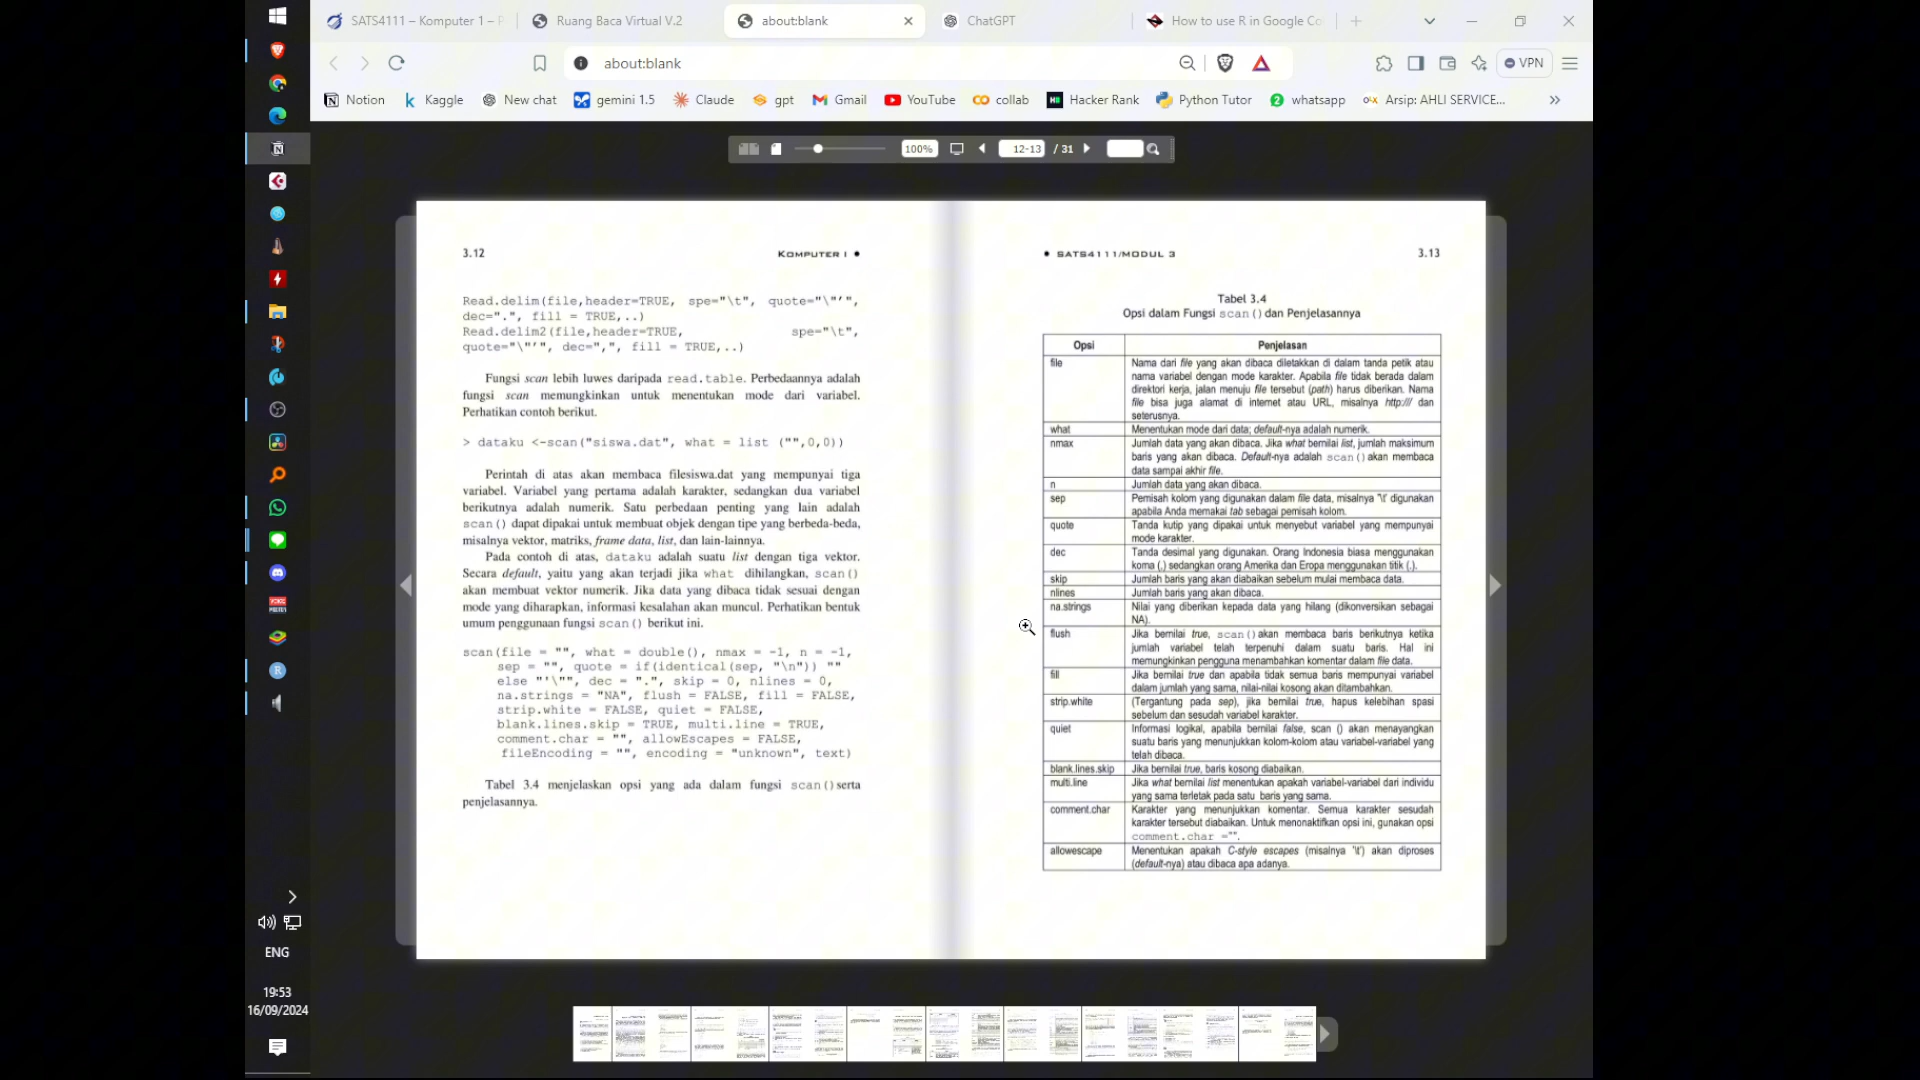 SATS4111 – Komputer 1 – P
Ruang Baca Virtual V.2
about:blank
ChatGPT
How to use R in Google Co
about:blank
VPN
Notion
Kaggle
New chat
gemini 1.5
Claude
gpt
Gmail
YouTube
collab
Hacker Rank
Python Tutor
whatsapp
Arsip: AHLI SERVICE...
100%
12-13
/ 31
3.12
KOMPUTER I •
Read.delim(file,header=TRUE, spe="\t", quote="\"'",
dec=".", fill = TRUE,..)
Read.delim2(file,header=TRUE, spe="\t",
quote="\"'", dec=",", fill = TRUE,..)
Fungsi scan lebih luwes daripada read.table. Perbedaannya adalah
fungsi scan memungkinkan untuk menentukan mode dari variabel.
Perhatikan contoh berikut.
> dataku <-scan("siswa.dat", what = list ("",0,0))
Perintah di atas akan membaca filesiswa.dat yang mempunyai tiga
variabel. Variabel yang pertama adalah karakter, sedangkan dua variabel
berikutnya adalah numerik. Satu perbedaan penting yang lain adalah
scan() dapat dipakai untuk membuat objek dengan tipe yang berbeda-beda,
misalnya vektor, matriks, frame data, list, dan lain-lainnya.
Pada contoh di atas, dataku adalah suatu list dengan tiga vektor.
Secara default, yaitu yang akan terjadi jika what dihilangkan, scan()
akan membuat vektor numerik. Jika data yang dibaca tidak sesuai dengan
mode yang diharapkan, informasi kesalahan akan muncul. Perhatikan bentuk
umum penggunaan fungsi scan() berikut ini.
scan(file = "", what = double(), nmax = -1, n = -1,
sep = "", quote = if(identical(sep, "\n")) ""
else "'\"", dec = ".", skip = 0, nlines = 0,
na.strings = "NA", flush = FALSE, fill = FALSE,
strip.white = FALSE, quiet = FALSE,
blank.lines.skip = TRUE, multi.line = TRUE,
comment.char = "", allowEscapes = FALSE,
fileEncoding = "", encoding = "unknown", text)
Tabel 3.4 menjelaskan opsi yang ada dalam fungsi scan()serta
penjelasannya.
• SATS4111/MODUL 3
3.13
Tabel 3.4
Opsi dalam Fungsi scan()dan Penjelasannya
Opsi Penjelasan
file Nama dari file yang akan dibaca diletakkan di dalam tanda petik atau
nama variabel dengan mode karakter. Apabila file tidak berada dalam
direktori kerja, jalan menuju file tersebut (path) harus diberikan. Nama
file bisa juga alamat di internet atau URL, misalnya http:/// dan
seterusnya.
what Menentukan mode dari data; default-nya adalah numerik.
nmax Jumlah data yang akan dibaca. Jika what bernilai list, jumlah maksimum
baris yang akan dibaca. Default-nya adalah scan()akan membaca
data sampai akhir file.
n Jumlah data yang akan dibaca.
sep Pemisah kolom yang digunakan dalam file data, misalnya "\t" digunakan
apabila Anda memakai tab sebagai pemisah kolom.
quote Tanda kutip yang dipakai untuk menyebut variabel yang mempunyai
mode karakter.
dec Tanda desimal yang digunakan. Orang Indonesia biasa menggunakan
koma (,) sedangkan orang Amerika dan Eropa menggunakan titik (.).
skip Jumlah baris yang akan diabaikan sebelum mulai membaca data.
nlines Jumlah baris yang akan dibaca.
na.strings Nilai yang diberikan kepada data yang hilang (dikonversikan sebagai
NA).
flush Jika bernilai true, scan()akan membaca baris berikutnya ketika
jumlah variabel telah terpenuhi dalam suatu baris. Hal ini
memungkinkan pengguna menambahkan komentar dalam file data.
fill Jika bernilai true dan apabila tidak semua baris mempunyai variabel
dalam jumlah yang sama, nilai-nilai kosong akan ditambahkan.
strip.white (Tergantung pada sep), jika bernilai true, hapus kelebihan spasi
sebelum dan sesudah variabel karakter.
quiet Informasi logikal, apabila bernilai false, scan () akan menayangkan
suatu baris yang menunjukkan kolom-kolom atau variabel-variabel yang
telah dibaca.
blank.lines.skip Jika bernilai true, baris kosong diabaikan.
multi.line Jika what bernilai list menentukan apakah variabel-variabel dari individu
yang sama terletak pada satu baris yang sama.
comment.char Karakter yang menunjukkan komentar. Semua karakter sesudah
karakter tersebut diabaikan. Untuk menonaktifkan opsi ini, gunakan opsi
comment.char ="".
allowescape Menentukan apakah C-style escapes (misalnya '\t') akan diproses
(default-nya) atau dibaca apa adanya.
ENG
19:53
16/09/2024